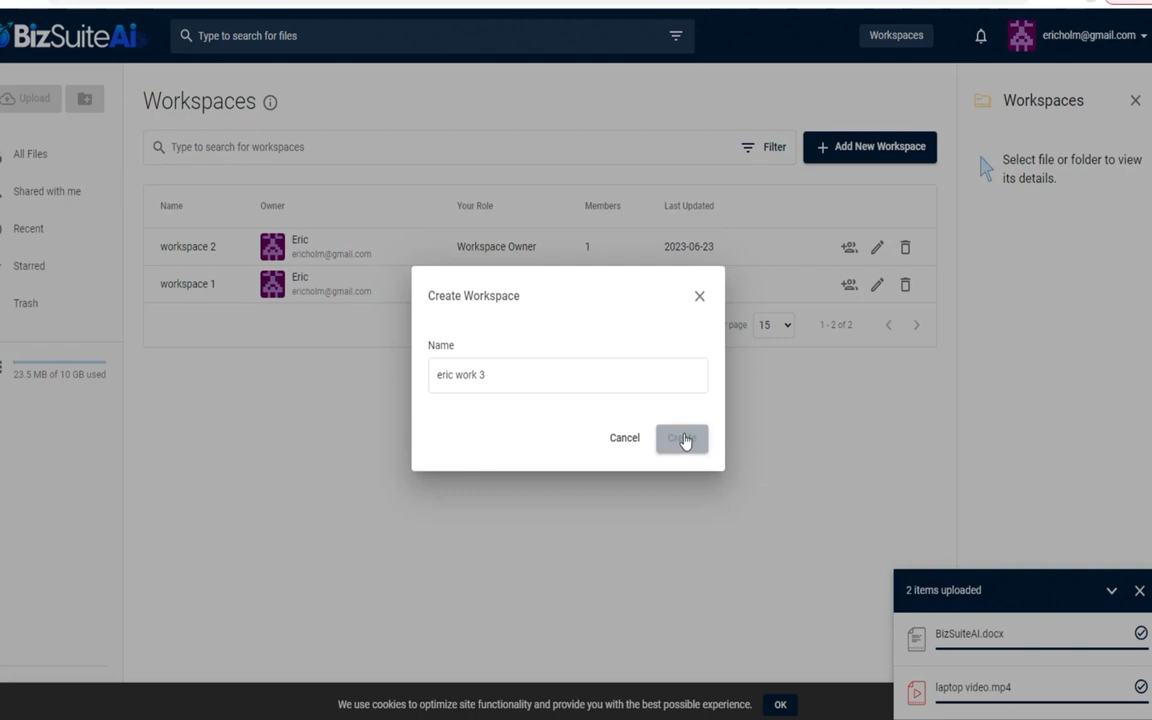 BizSuiteAi
Type to search for files
Workspaces
ericholm@gmail.com
Upload
Workspaces
Workspaces
Type to search for workspaces
Filter
Add New Workspace
All Files
Shared with me
Recent
Starred
Trash
23.5 MB of 10 GB used
Select file or folder to view
its details.
Name
Owner
Your Role
Members
Last Updated
workspace 2
Eric
ericholm@gmail.com
Workspace Owner
1
2023-06-23
workspace 1
Eric
ericholm@gmail.com
page
15
1 - 2 of 2
Create Workspace
Name
eric work 3
Cancel
Create
2 items uploaded
BizSuiteAI.docx
laptop video.mp4
We use cookies to optimize site functionality and provide you with the best possible experience.
OK